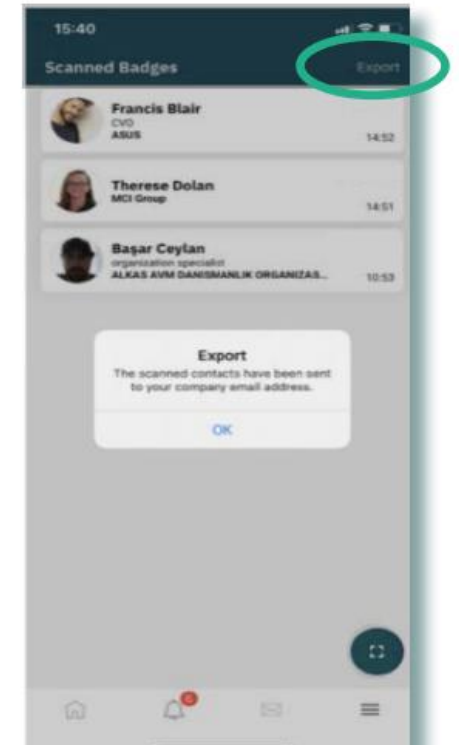 15:40
Scanned Badges
Export
Francis Blair
CVO
ASUS
14:52
Therese Dolan
MCI Group
14:51
Başar Ceylan
organization specialist
ALKAS AVM DANISMANLIK ORGANIZAS...
10:53
Export
The scanned contacts have been sent
to your company email address.
OK